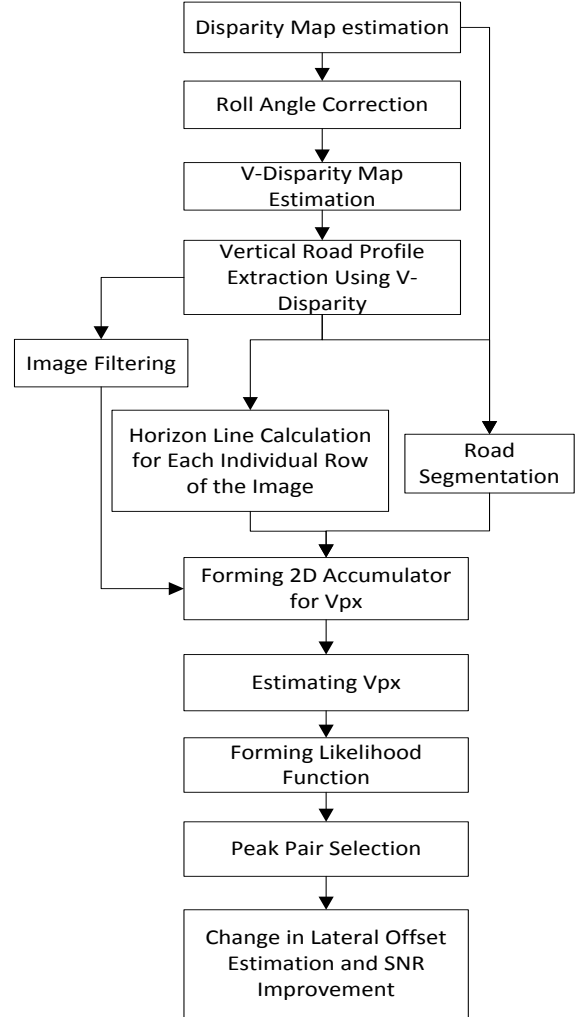 Disparity Map estimation
Roll Angle Correction
V-Disparity Map
Estimation
Vertical Road Profile
Extraction Using V-
Disparity
Image Filtering
Horizon Line Calculation
for Each Individual Row
of the Image
Road
Segmentation
Forming 2D Accumulator
for Vpx
Estimating Vpx
Forming Likelihood
Function
Peak Pair Selection
Change in Lateral Offset
Estimation and SNR
Improvement